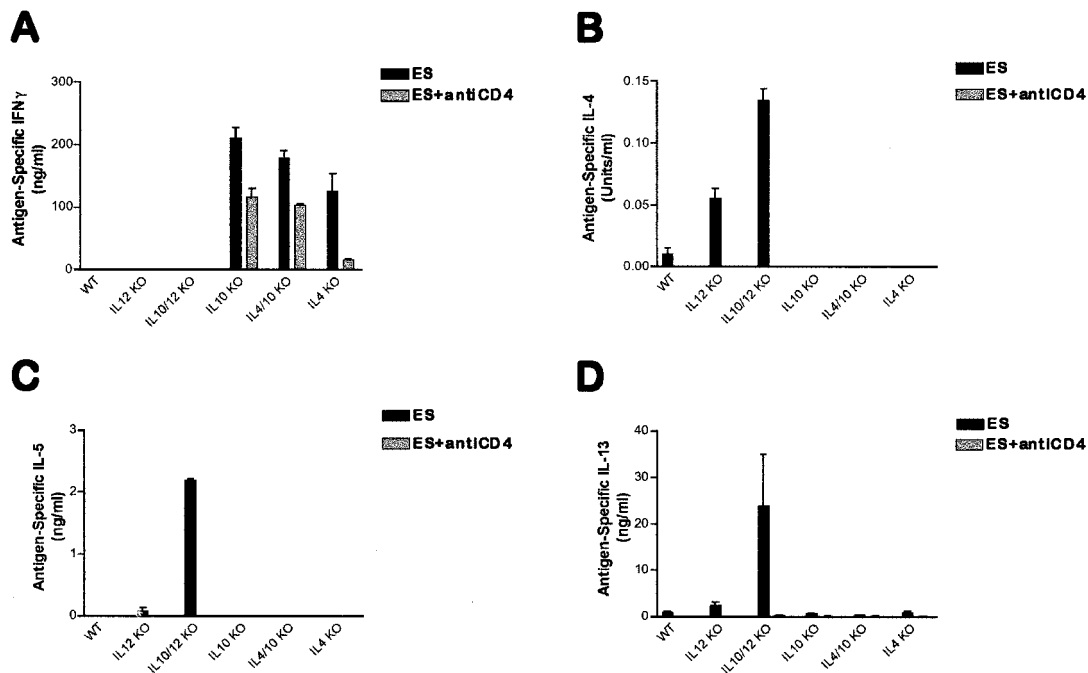 A
Antigen-Specific IFNγ
(ng/ml)
300
200
100
0
WT
IL12 KO
IL10/12 KO
IL10 KO
IL4/10 KO
IL4 KO
ES
ES+antiCD4
B
Antigen-Specific IL-4
(Units/ml)
0.15
0.10
0.05
0.00
WT
IL12 KO
IL10/12 KO
IL10 KO
IL4/10 KO
IL4 KO
ES
ES+antiCD4
C
Antigen-Specific IL-5
(ng/ml)
3
2
1
0
WT
IL12 KO
IL10/12 KO
IL10 KO
IL4/10 KO
IL4 KO
ES
ES+antiCD4
D
Antigen-Specific IL-13
(ng/ml)
40
30
20
10
0
WT
IL12 KO
IL10/12 KO
IL10 KO
IL4/10 KO
IL4 KO
ES
ES+antiCD4